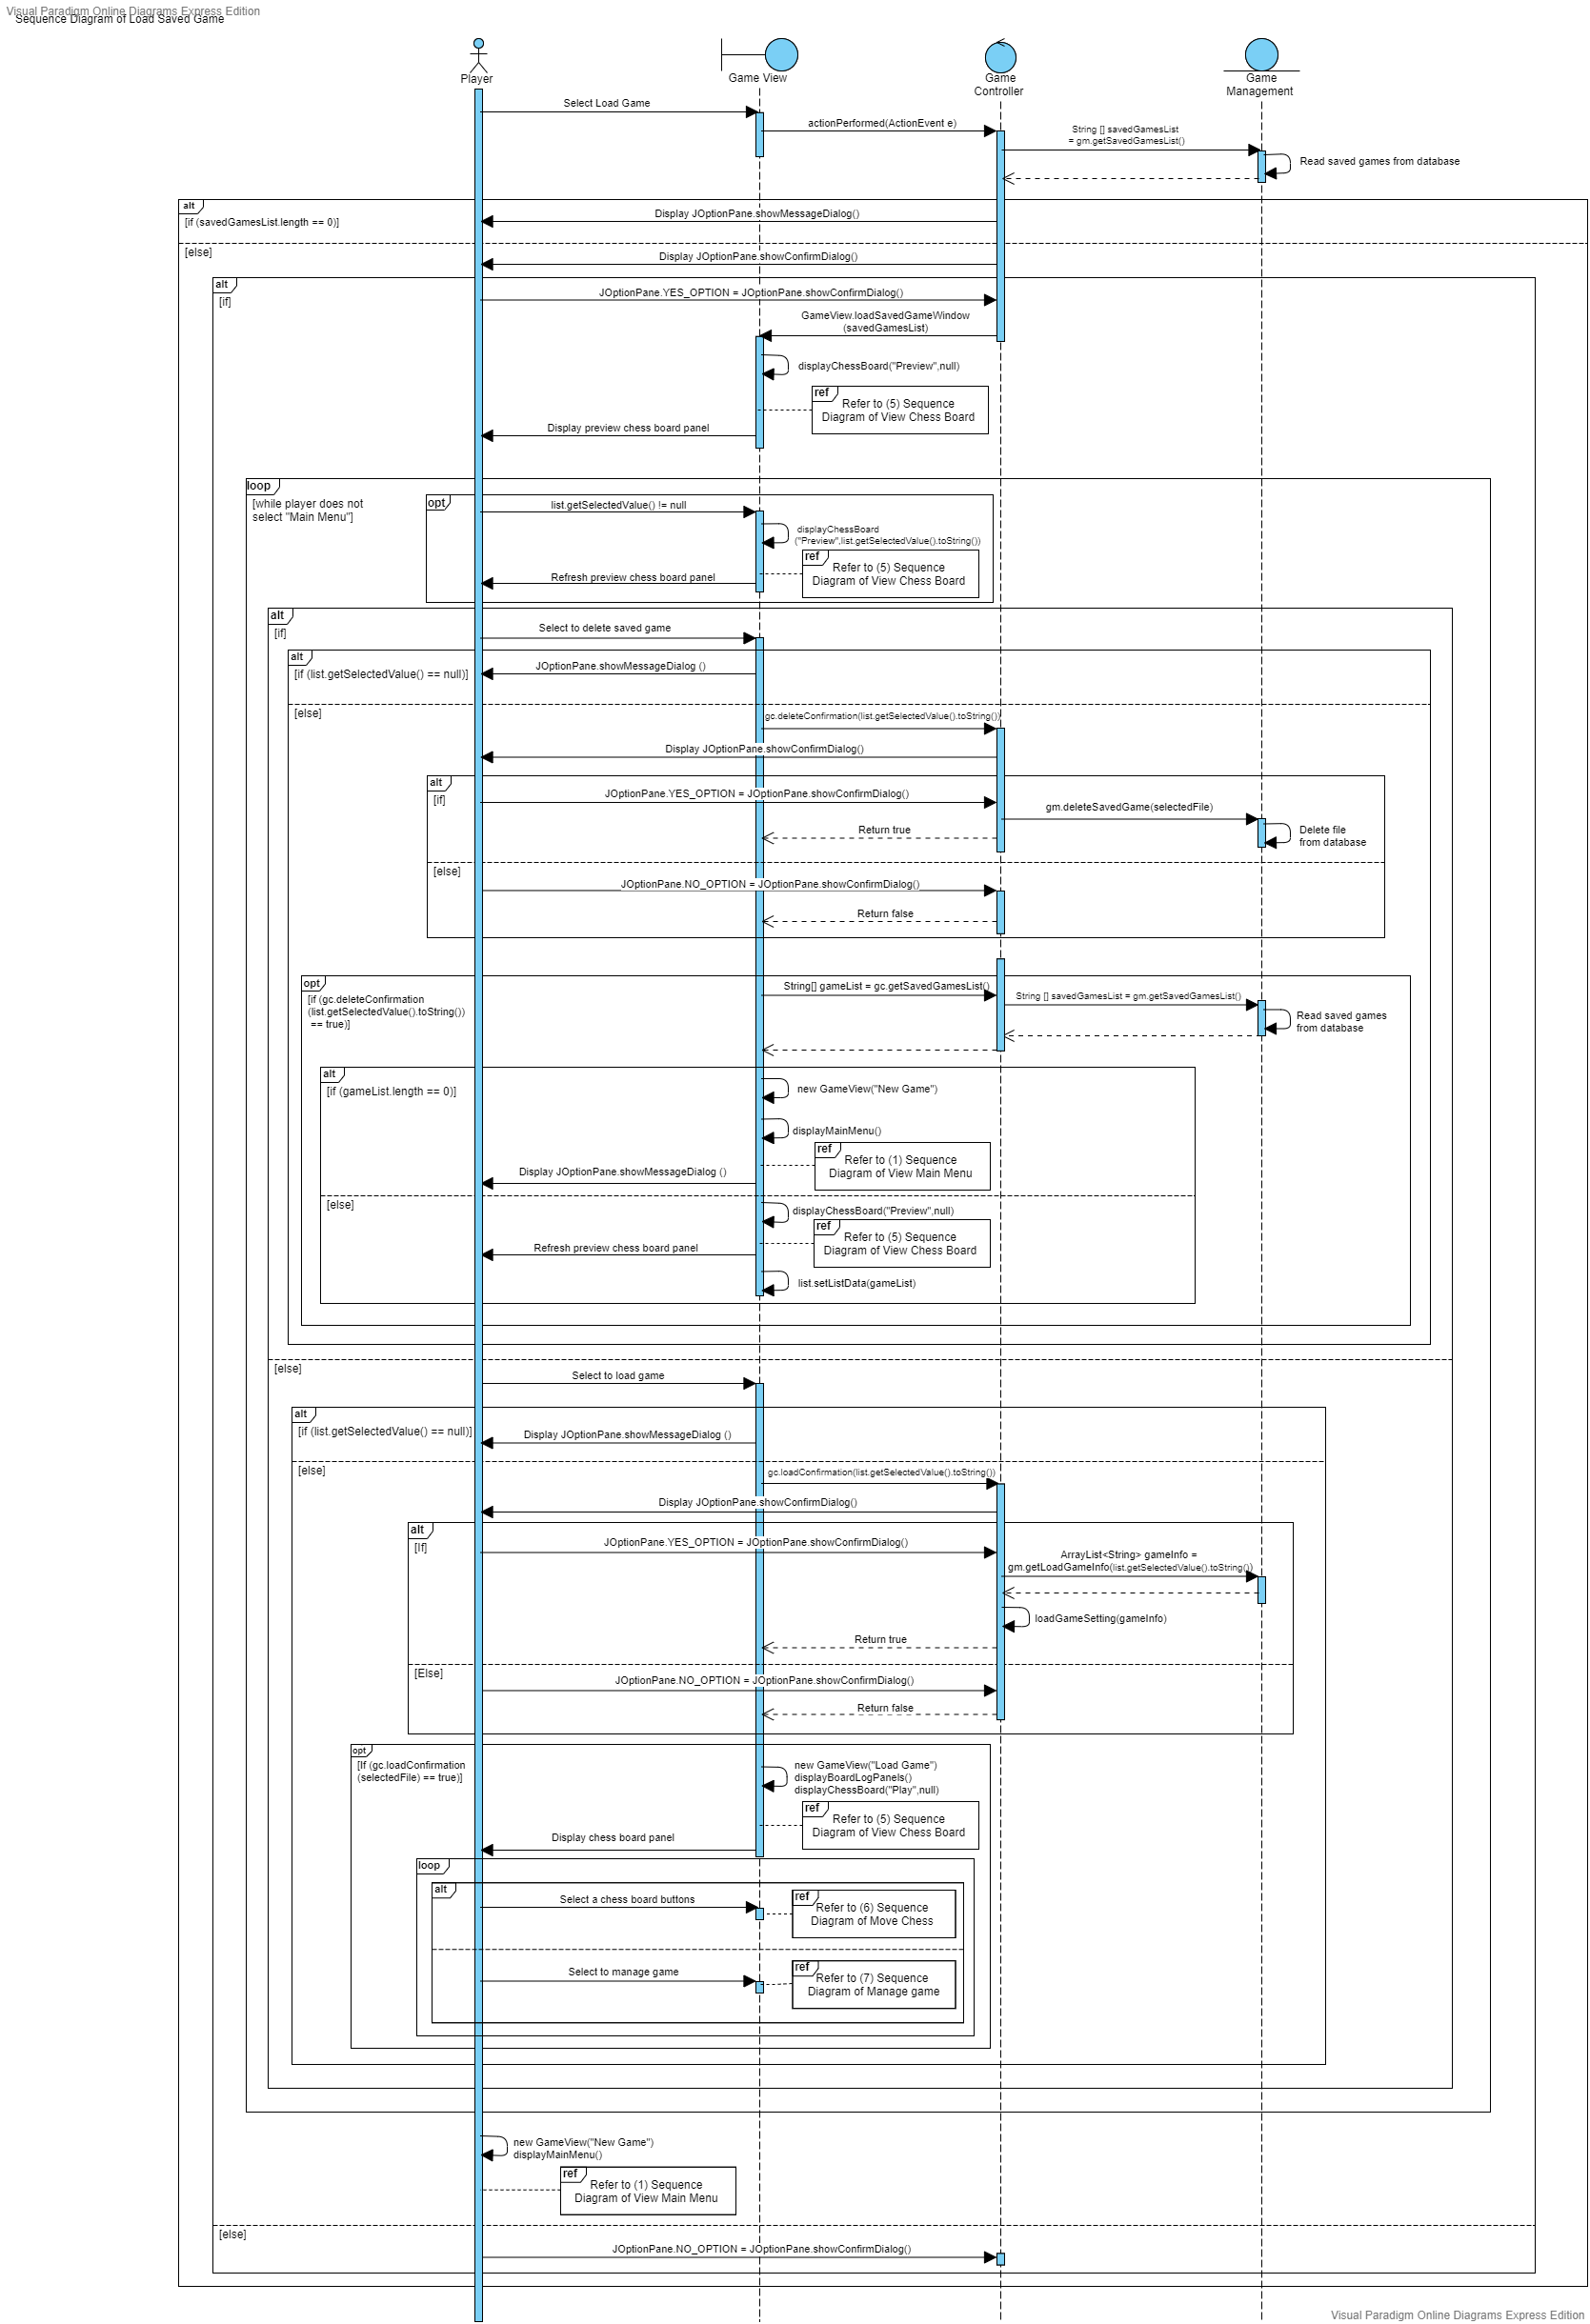 Visual Paradigm Online Diagrams Express Edition
Sequence Diagram of Load Saved Game
Player
Game View
Game
Controller
Game
Management
Select Load Game
actionPerformed(ActionEvent e)
String [] savedGamesList
= gm.getSavedGamesList()
Read saved games from database
alt
[if (savedGamesList.length == 0)]
Display JOptionPane.showMessageDialog()
[else]
Display JOptionPane.showConfirmDialog()
alt
[if]
JOptionPane.YES_OPTION = JOptionPane.showConfirmDialog()
GameView.loadSavedGameWindow
(savedGamesList)
displayChessBoard("Preview",null)
ref
Refer to (5) Sequence
Diagram of View Chess Board
Display preview chess board panel
loop
[while player does not
select "Main Menu"]
opt
list.getSelectedValue() != null
displayChessBoard
("Preview",list.getSelectedValue().toString())
ref
Refer to (5) Sequence
Diagram of View Chess Board
Refresh preview chess board panel
alt
[if]
Select to delete saved game
alt
[if (list.getSelectedValue() == null)]
JOptionPane.showMessageDialog ()
[else]
gc.deleteConfirmation(list.getSelectedValue().toString())
Display JOptionPane.showConfirmDialog()
alt
[if]
JOptionPane.YES_OPTION = JOptionPane.showConfirmDialog()
gm.deleteSavedGame(selectedFile)
Return true
Delete file
from database
[else]
JOptionPane.NO_OPTION = JOptionPane.showConfirmDialog()
Return false
opt
[if (gc.deleteConfirmation
(list.getSelectedValue().toString())
== true)]
String[] gameList = gc.getSavedGamesList()
String [] savedGamesList = gm.getSavedGamesList()
Read saved games
from database
alt
[if (gameList.length == 0)]
new GameView("New Game")
displayMainMenu()
ref
Refer to (1) Sequence
Diagram of View Main Menu
Display JOptionPane.showMessageDialog ()
[else]
displayChessBoard("Preview",null)
ref
Refer to (5) Sequence
Diagram of View Chess Board
Refresh preview chess board panel
list.setListData(gameList)
[else]
Select to load game
alt
[if (list.getSelectedValue() == null)]
Display JOptionPane.showMessageDialog ()
[else]
gc.loadConfirmation(list.getSelectedValue().toString())
Display JOptionPane.showConfirmDialog()
alt
[If]
JOptionPane.YES_OPTION = JOptionPane.showConfirmDialog()
ArrayList<String> gameInfo =
gm.getLoadGameInfo(list.getSelectedValue().toString())
loadGameSetting(gameInfo)
Return true
[Else]
JOptionPane.NO_OPTION = JOptionPane.showConfirmDialog()
Return false
opt
[If (gc.loadConfirmation
(selectedFile) == true)]
new GameView("Load Game")
displayBoardLogPanels()
displayChessBoard("Play",null)
ref
Refer to (5) Sequence
Diagram of View Chess Board
Display chess board panel
loop
alt
Select a chess board buttons
ref
Refer to (6) Sequence
Diagram of Move Chess
Select to manage game
ref
Refer to (7) Sequence
Diagram of Manage game
new GameView("New Game")
displayMainMenu()
ref
Refer to (1) Sequence
Diagram of View Main Menu
[else]
JOptionPane.NO_OPTION = JOptionPane.showConfirmDialog()
Visual Paradigm Online Diagrams Express Edition